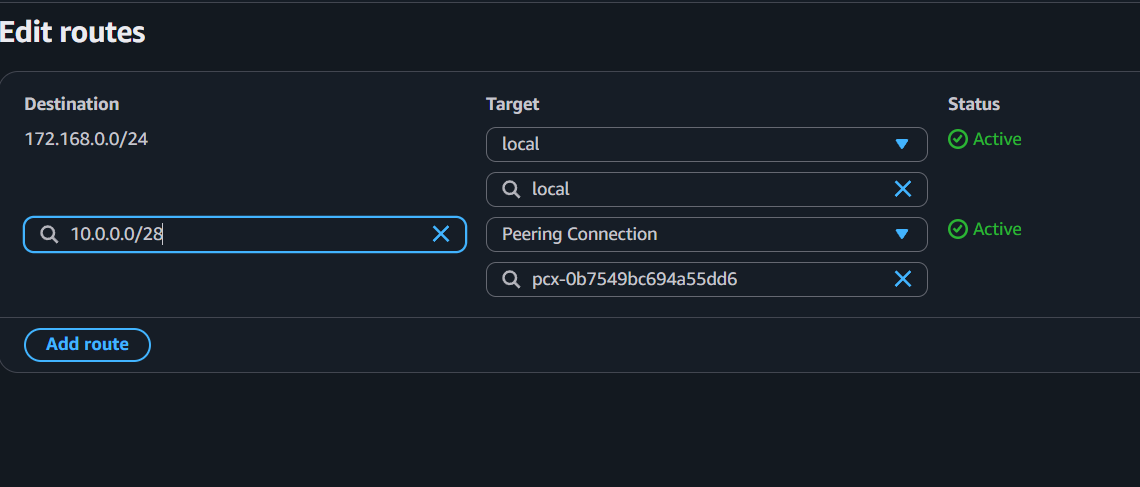 Edit routes
Destination Target Status
172.168.0.0/24 local Active
local
10.0.0.0/28 Peering Connection Active
pcx-0b7549bc694a55dd6
Add route